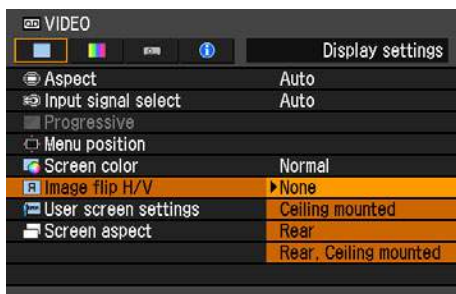 VIDEO
Display settings
Aspect Auto
Input signal select Auto
Progressive
Menu position
Screen color Normal
Image flip H/V None
User screen settings Ceiling mounted
Screen aspect Rear
Rear, Ceiling mounted